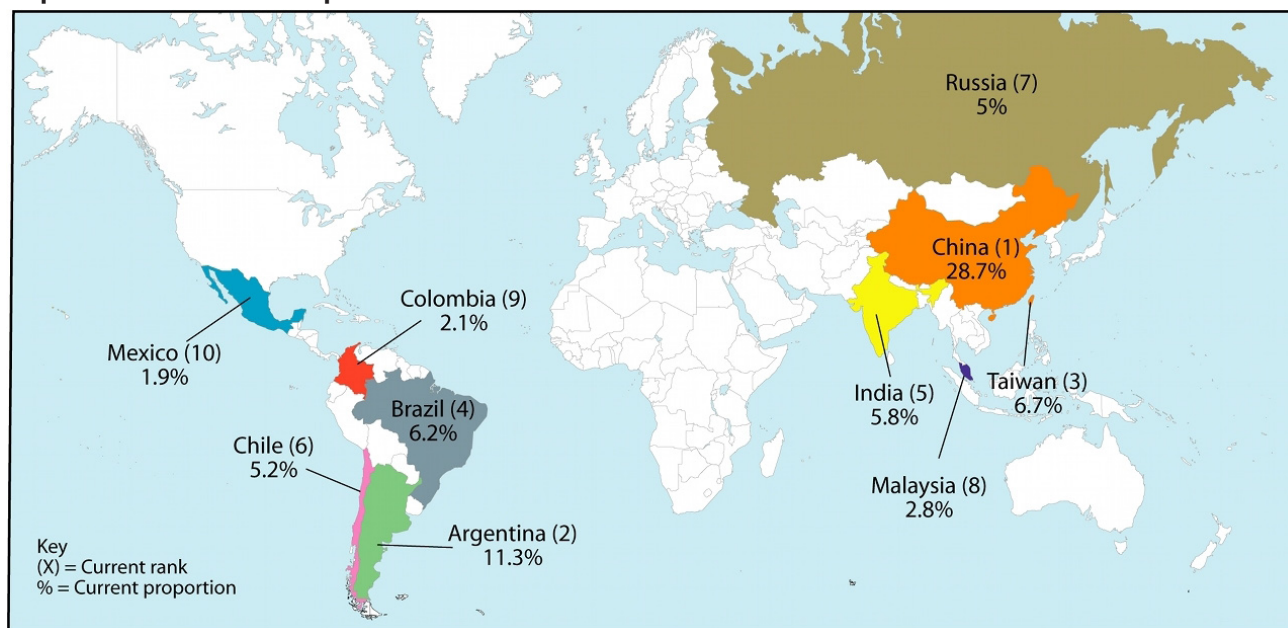 Russia (7)
5%
China (1)
28.7%
Colombia (9)
2.1%
Mexico (10)
1.9%
India (5)
5.8%
Taiwan (3)
6.7%
Brazil (4)
6.2%
Chile (6)
5.2%
Malaysia (8)
2.8%
Argentina (2)
11.3%
Key
(X) = Current rank
% = Current proportion